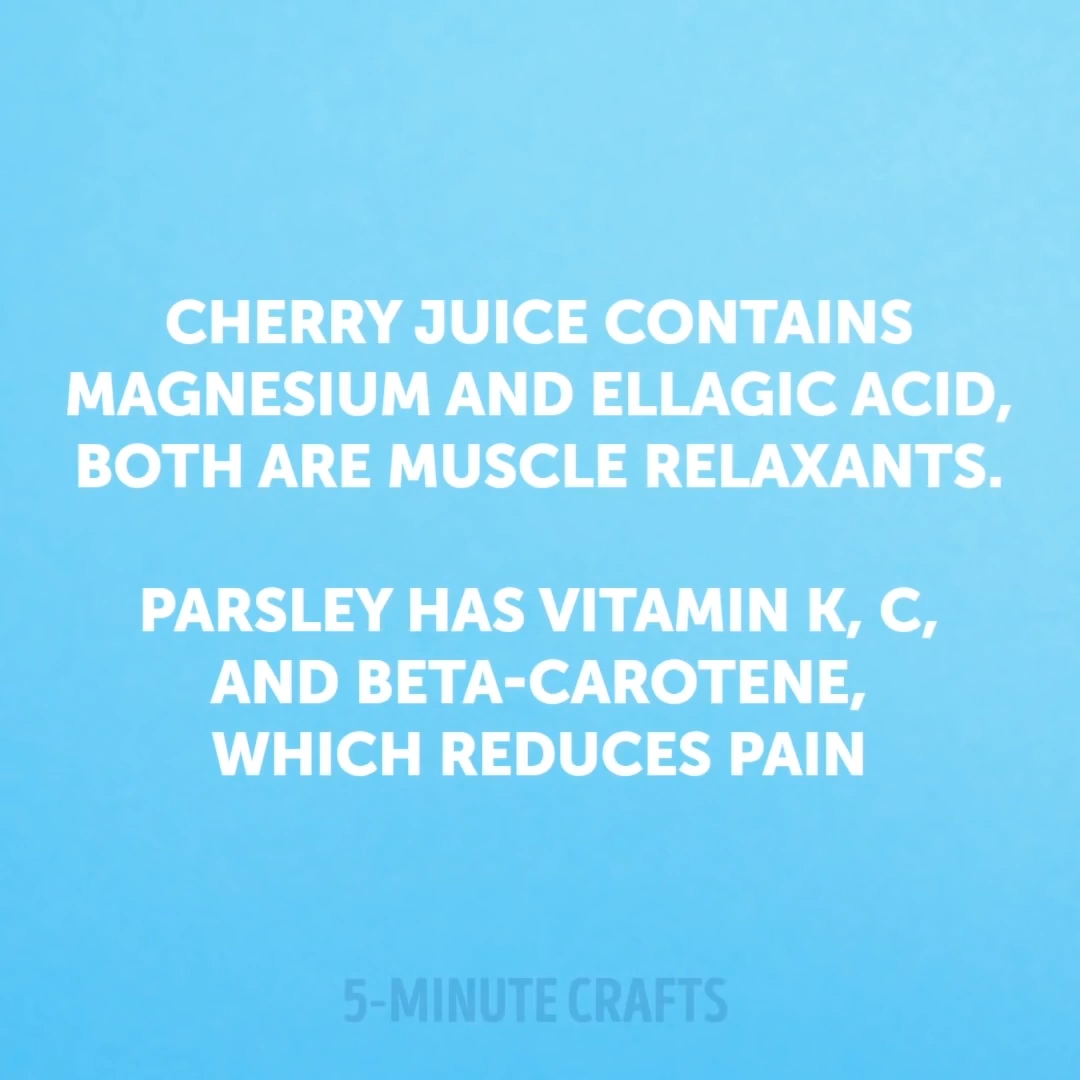 CHERRY JUICE CONTAINS
MAGNESIUM AND ELLAGIC ACID,
BOTH ARE MUSCLE RELAXANTS.
PARSLEY HAS VITAMIN K, C,
AND BETA-CAROTENE,
WHICH REDUCES PAIN
5-MINUTE CRAFTS